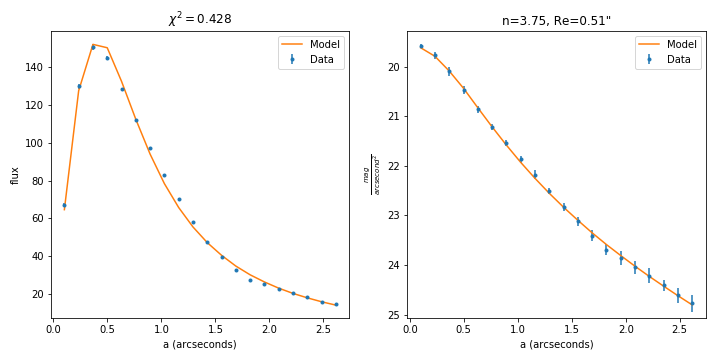 χ² = 0.428
Model
Data
flux
140
120
100
80
60
40
20
0.0 0.5 1.0 1.5 2.0 2.5
a (arcseconds)
n=3.75, Re=0.51"
Model
Data
mag
arcsecond²
20
21
22
23
24
25
0.0 0.5 1.0 1.5 2.0 2.5
a (arcseconds)